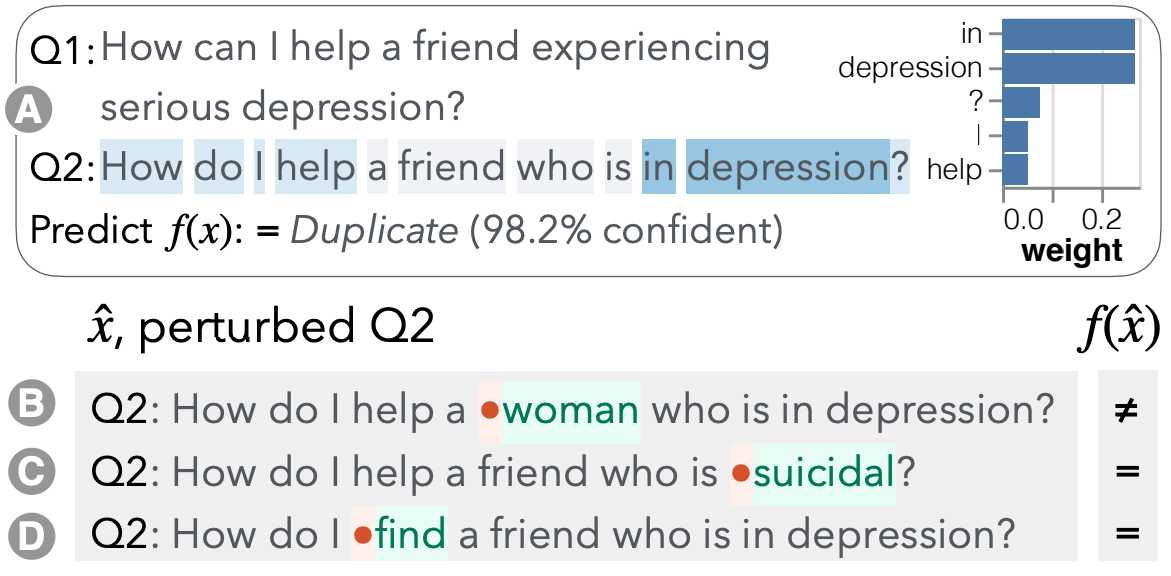 Q1: How can I help a friend experiencing
A serious depression?
Q2: How do I help a friend who is in depression?
Predict f(x): = Duplicate (98.2% confident)
in
depression
?
I
help
0.0 0.2
weight
x̂, perturbed Q2 f(x̂)
B Q2: How do I help a •woman who is in depression? ≠
C Q2: How do I help a friend who is •suicidal? =
D Q2: How do I •find a friend who is in depression? =